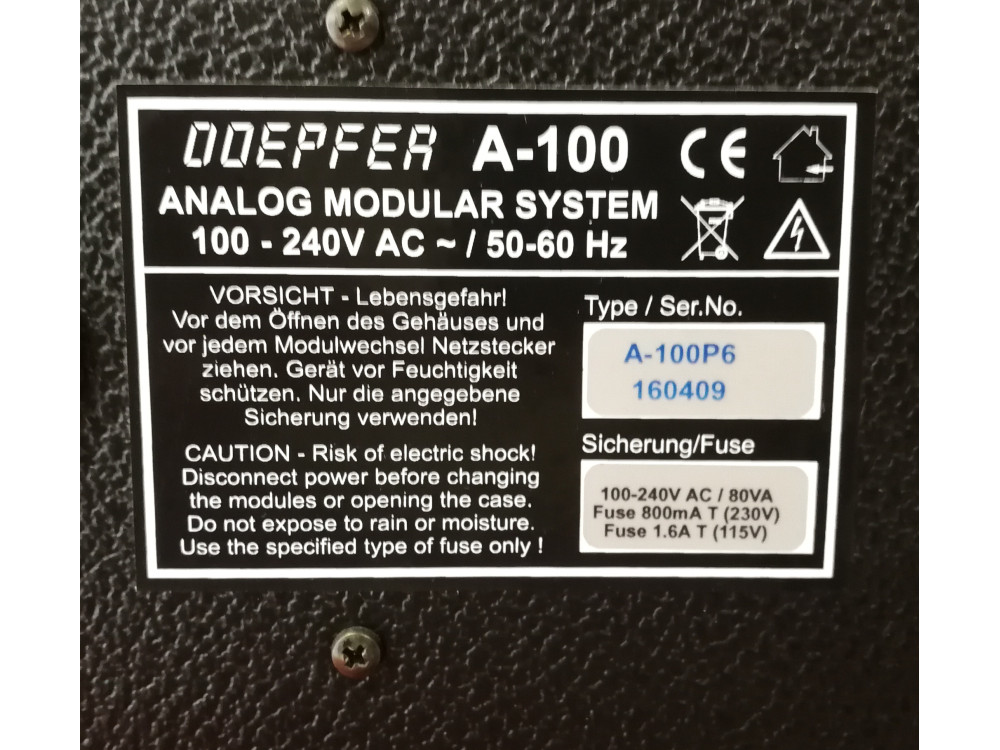 DOEPFER A-100
ANALOG MODULAR SYSTEM
100 - 240V AC ~ / 50-60 Hz
CE
VORSICHT - Lebensgefahr!
Vor dem Öffnen des Gehäuses und
vor jedem Modulwechsel Netzstecker
ziehen. Gerät vor Feuchtigkeit
schützen. Nur die angegebene
Sicherung verwenden!
CAUTION - Risk of electric shock!
Disconnect power before changing
the modules or opening the case.
Do not expose to rain or moisture.
Use the specified type of fuse only !
Type / Ser.No.
A-100P6
160409
Sicherung/Fuse
100-240V AC / 80VA
Fuse 800mA T (230V)
Fuse 1.6A T (115V)